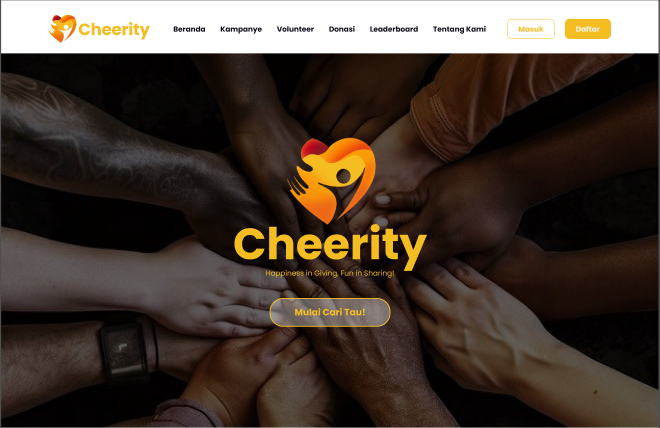 Cheerity
Beranda Kampanye Volunteer Donasi Leaderboard Tentang Kami Masuk Daftar
Cheerity
Happiness in Giving, Fun in Sharing!
Mulai Cari Tau!